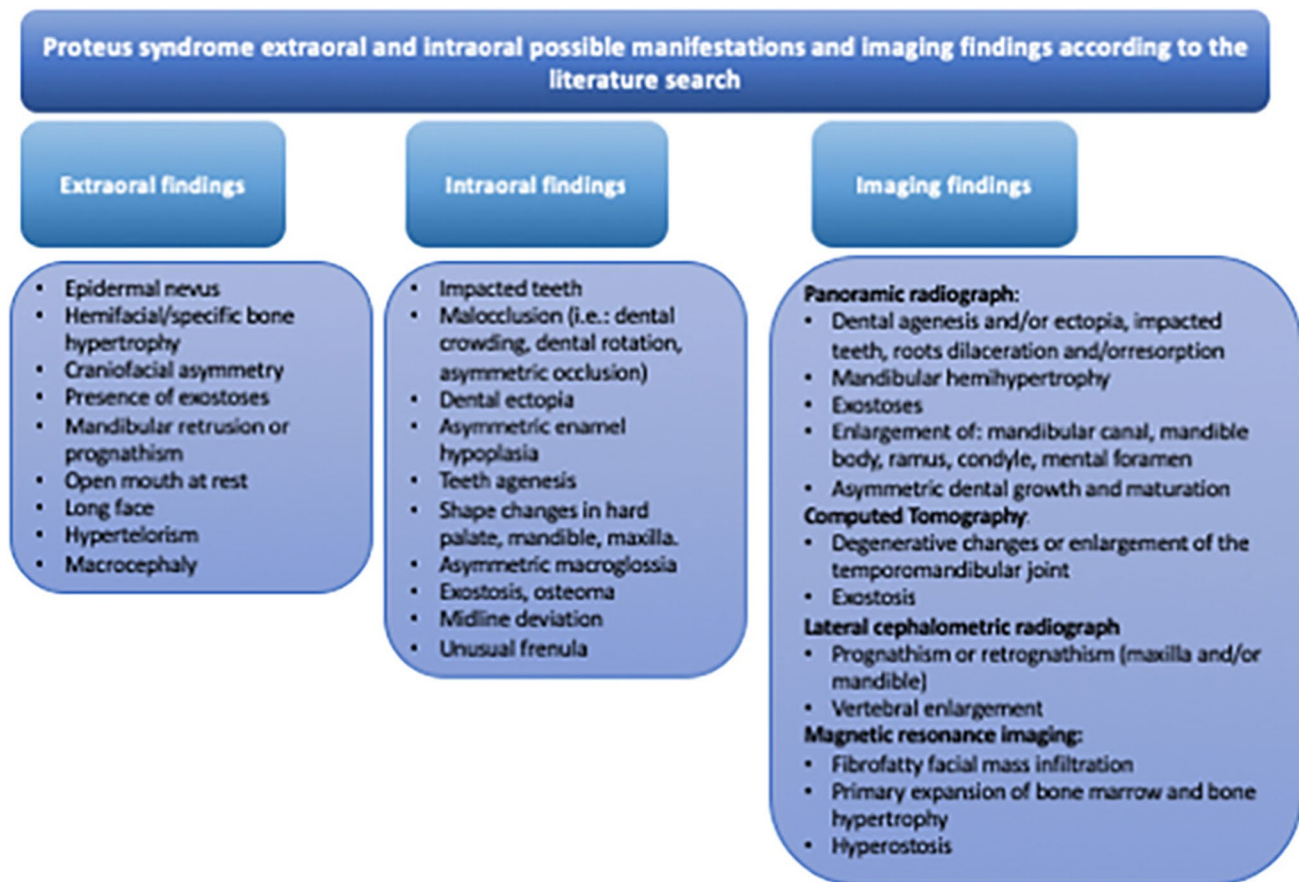 Proteus syndrome extraoral and intraoral possible manifestations and imaging findings according to the
literature search
Extraoral findings
• Epidermal nevus
• Hemifacial/specific bone
hypertrophy
• Craniofacial asymmetry
• Presence of exostoses
• Mandibular retrusion or
prognathism
• Open mouth at rest
• Long face
• Hypertelorism
• Macrocephaly
Intraoral findings
• Impacted teeth
• Malocclusion (i.e.: dental
crowding, dental rotation,
asymmetric occlusion)
• Dental ectopia
• Asymmetric enamel
hypoplasia
• Teeth agenesis
• Shape changes in hard
palate, mandible, maxilla.
• Asymmetric macroglossia
• Exostosis, osteoma
• Midline deviation
• Unusual frenula
Imaging findings
Panoramic radiograph:
• Dental agenesis and/or ectopia, impacted
teeth, roots dilaceration and/orresorption
• Mandibular hemihypertrophy
• Exostoses
• Enlargement of: mandibular canal, mandible
body, ramus, condyle, mental foramen
• Asymmetric dental growth and maturation
Computed Tomography:
• Degenerative changes or enlargement of the
temporomandibular joint
• Exostosis
Lateral cephalometric radiograph
• Prognathism or retrognathism (maxilla and/or
mandible)
• Vertebral enlargement
Magnetic resonance imaging:
• Fibrofatty facial mass infiltration
• Primary expansion of bone marrow and bone
hypertrophy
• Hyperostosis